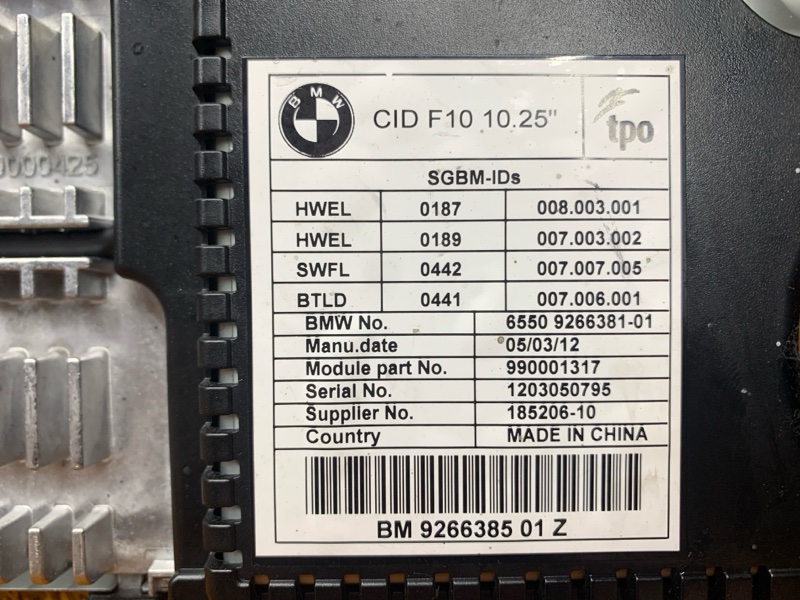 BMW
CID F10 10.25"
tpo
SGBM-IDs
HWEL 0187 008.003.001
HWEL 0189 007.003.002
SWFL 0442 007.007.005
BTLD 0441 007.006.001
BMW No. 6550 9266381-01
Manu.date 05/03/12
Module part No. 990001317
Serial No. 1203050795
Supplier No. 185206-10
Country MADE IN CHINA
BM 9266385 01 Z
0000425